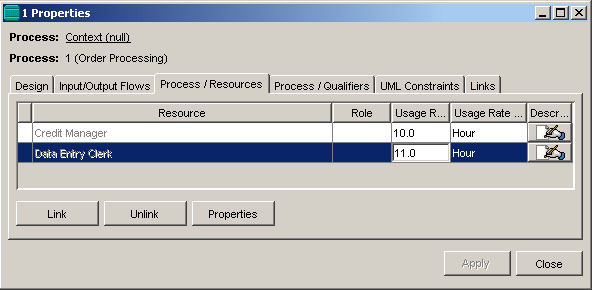 1 Properties
Process: Context (null)
Process: 1 (Order Processing)
Design Input/Output Flows Process / Resources Process / Qualifiers UML Constraints Links
Resource Role Usage R... Usage Rate ... Descr...
Credit Manager 10.0 Hour
Data Entry Clerk 11.0 Hour
Link Unlink Properties
Apply Close